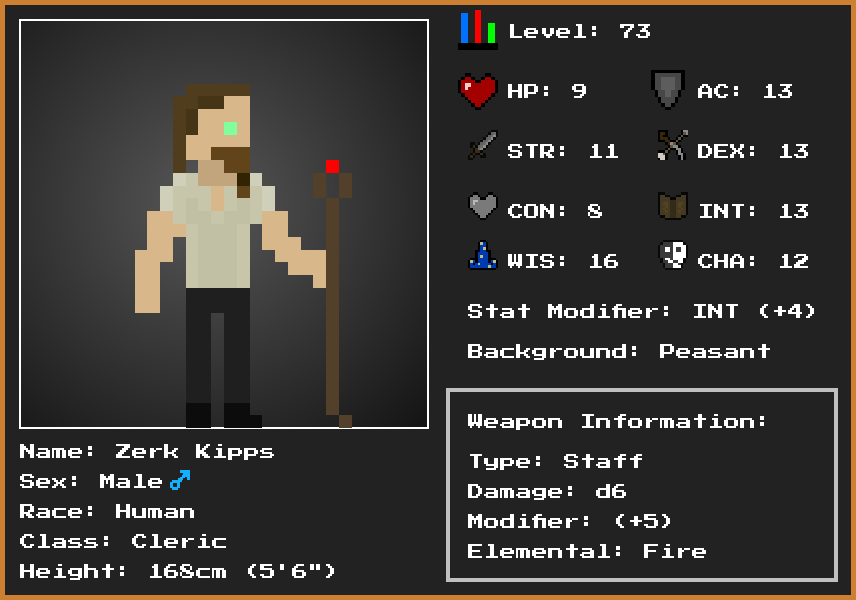 Level: 73
HP: 9 AC: 13
STR: 11 DEX: 13
CON: 8 INT: 13
WIS: 16 CHA: 12
Stat Modifier: INT (+4)
Background: Peasant
Weapon Information:
Type: Staff
Damage: d6
Modifier: (+5)
Elemental: Fire
Name: Zerk Kipps
Sex: Male ♂
Race: Human
Class: Cleric
Height: 168cm (5'6")